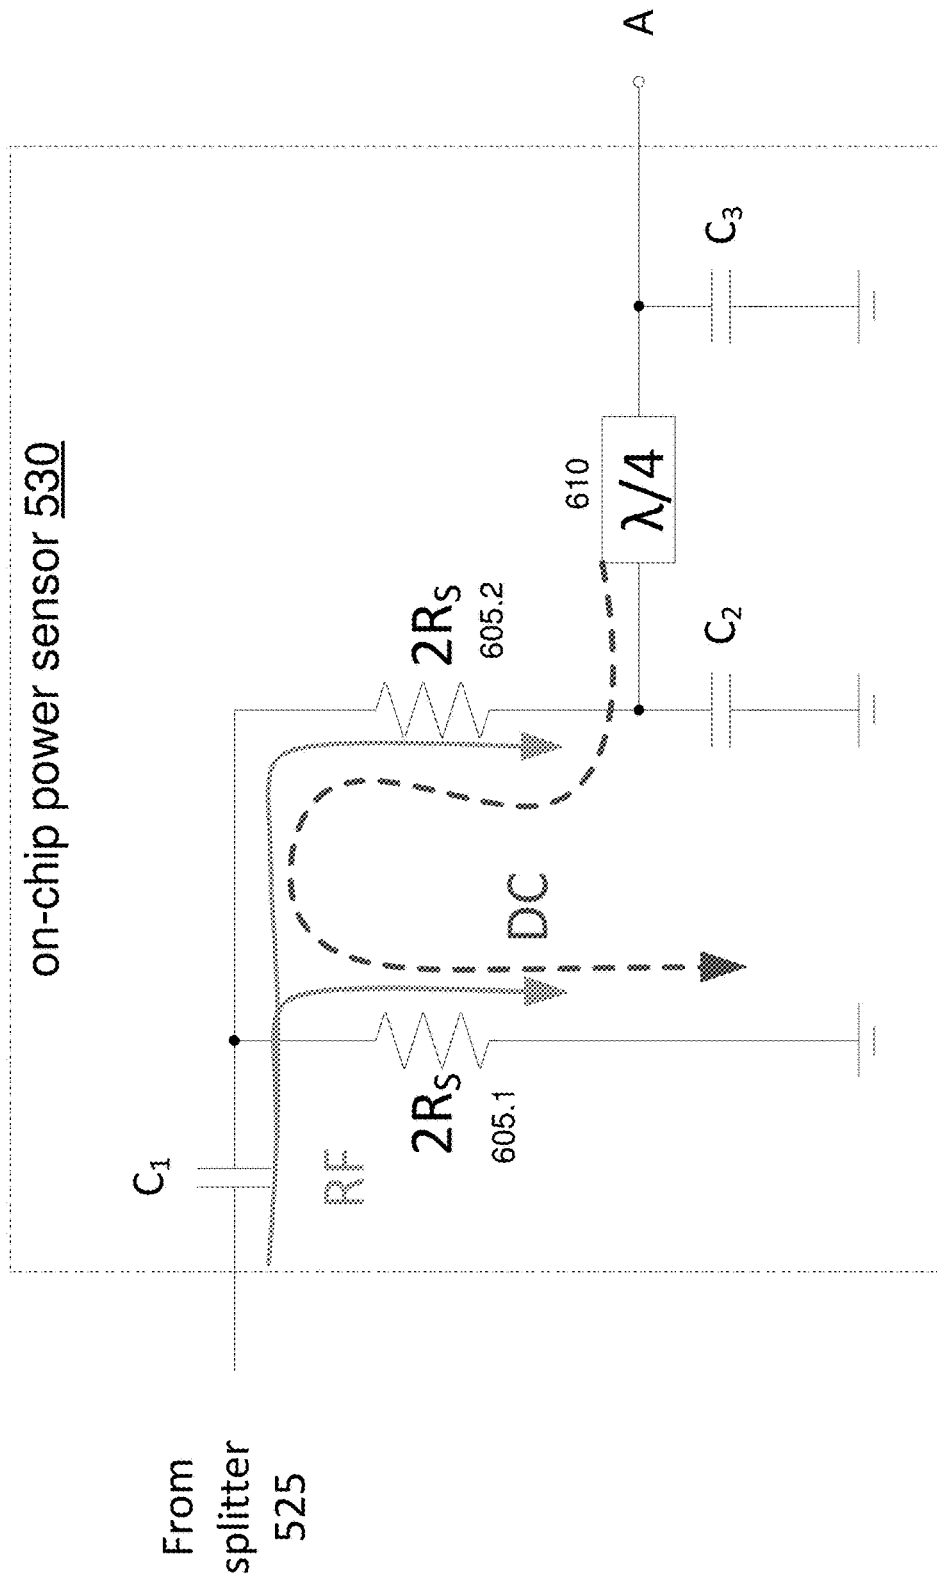 on-chip power sensor 530
From
splitter
525
C₁
RF
2Rₛ
605.1
DC
2Rₛ
605.2
C₂
610
λ/4
C₃
A